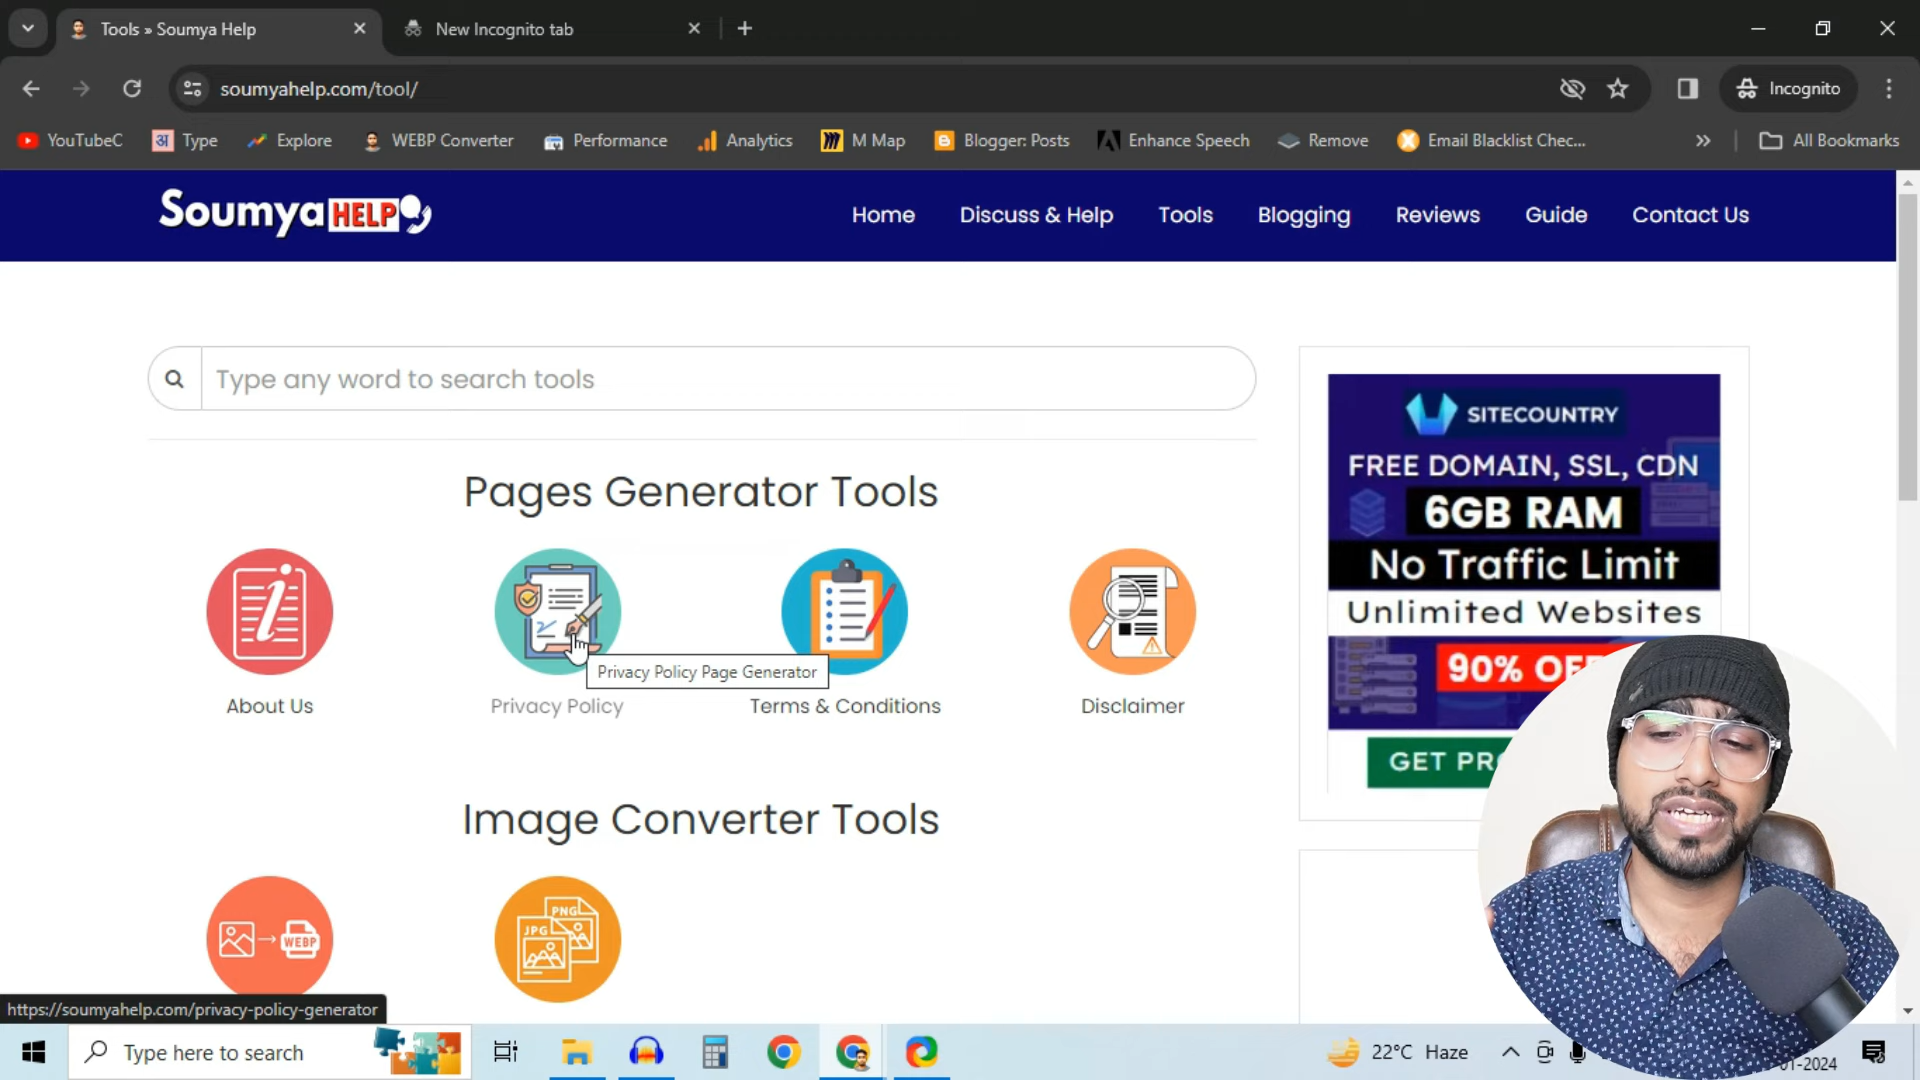 Tools » Soumya Help
New Incognito tab
soumyahelp.com/tool/
Incognito
YouTubeC
अ Type
Explore
WEBP Converter
Performance
Analytics
M Map
Blogger: Posts
Enhance Speech
Remove
Email Blacklist Chec...
All Bookmarks
Soumya HELP
Home
Discuss & Help
Tools
Blogging
Reviews
Guide
Contact Us
Type any word to search tools
SITECOUNTRY
FREE DOMAIN, SSL, CDN
6GB RAM
No Traffic Limit
Unlimited Websites
90% OF
GET PR
Pages Generator Tools
Privacy Policy Page Generator
About Us
Privacy Policy
Terms & Conditions
Disclaimer
Image Converter Tools
WEBP
PNG
JPG
https://soumyahelp.com/privacy-policy-generator
Type here to search
22°C Haze
01-2024